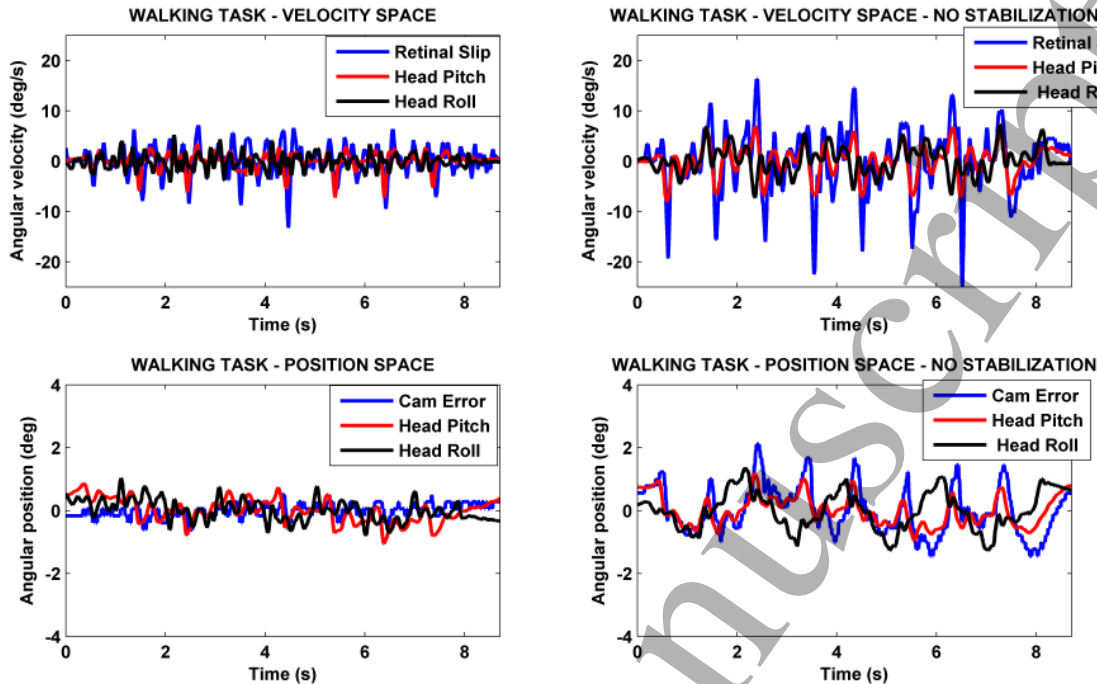 WALKING TASK - VELOCITY SPACE
25
20
10
0
-10
-20
Angular velocity (deg/s)
Retinal Slip
Head Pitch
Head Roll
0 2 4 6 8
Time (s)
WALKING TASK - VELOCITY SPACE - NO STABILIZATION
20
10
0
-10
-20
Angular velocity (deg/s)
Retinal
Head Pi
Head R
0 2 4 6 8
Time (s)
WALKING TASK - POSITION SPACE
4
2
0
-2
-4
Angular position (deg)
Cam Error
Head Pitch
Head Roll
0 2 4 6 8
Time (s)
WALKING TASK - POSITION SPACE - NO STABILIZATION
4
2
0
-2
-4
Angular position (deg)
Cam Error
Head Pitch
Head Roll
0 2 4 6 8
Time (s)
nuscrip